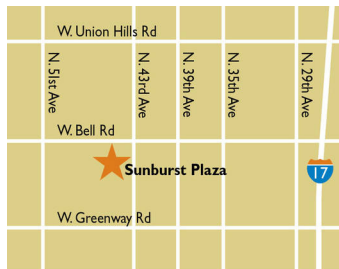 W. Union Hills Rd
N. 51st Ave
N. 43rd Ave
N. 39th Ave
N. 35th Ave
N. 29th Ave
W. Bell Rd
Sunburst Plaza
17
W. Greenway Rd